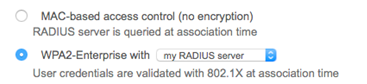 MAC-based access control (no encryption)
RADIUS server is queried at association time
WPA2-Enterprise with my RADIUS server
User credentials are validated with 802.1X at association time